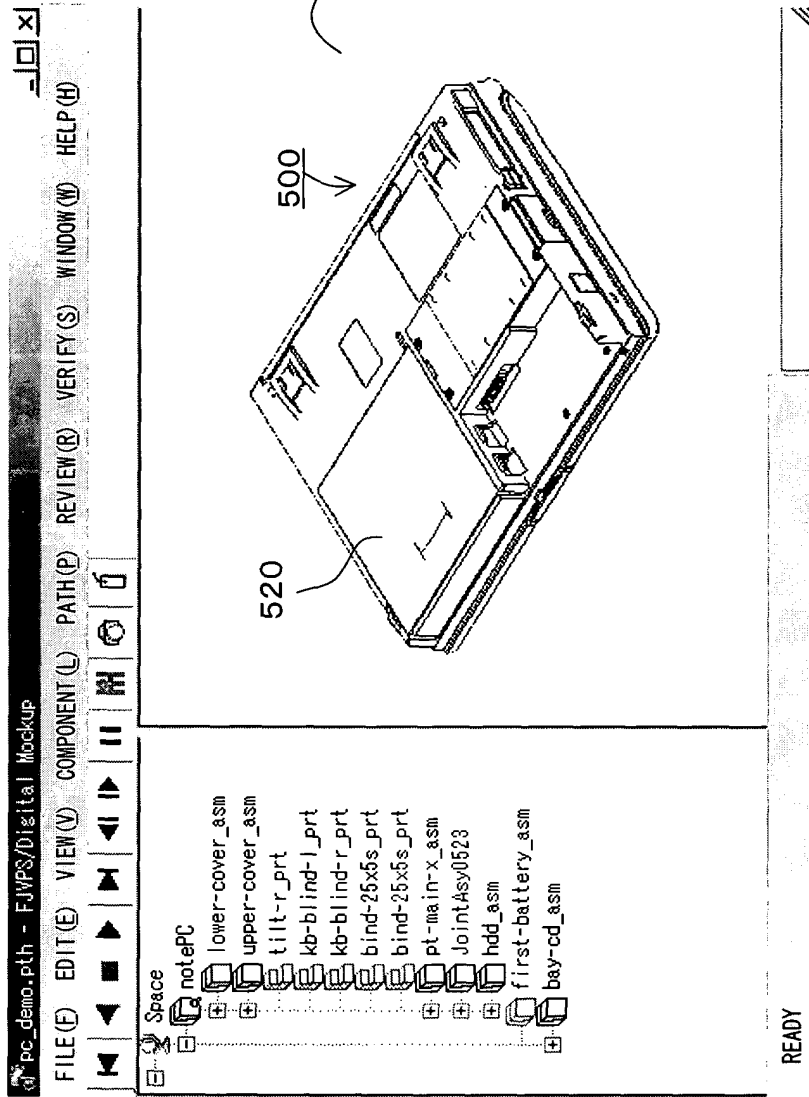 pc_demo.pth - FJVPS/Digital Mockup
FILE(F) EDIT(E) VIEW(V) COMPONENT(L) PATH(P) REVIEW(R) VERIFY(S) WINDOW(W) HELP(H)
Space
notePC
lower-cover_asm
upper-cover_asm
tilt-r_prt
kb-blind-l_prt
kb-blind-r_prt
bind-25x5s_prt
bind-25x5s_prt
pt-main-x_asm
JointAsy0523
hdd_asm
first-battery_asm
bay-cd_asm
520
500
READY